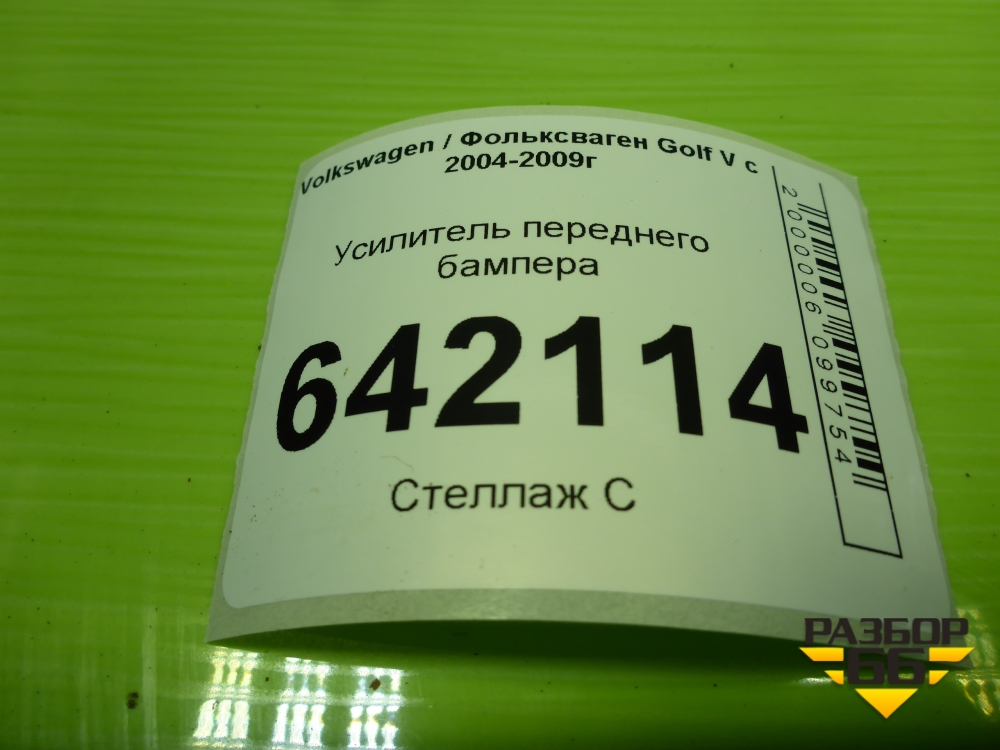 Volkswagen / Фольксваген Golf V с
2004-2009г
Усилитель переднего
бампера
642114
Стеллаж С
2000006099754
РАЗБОР
66